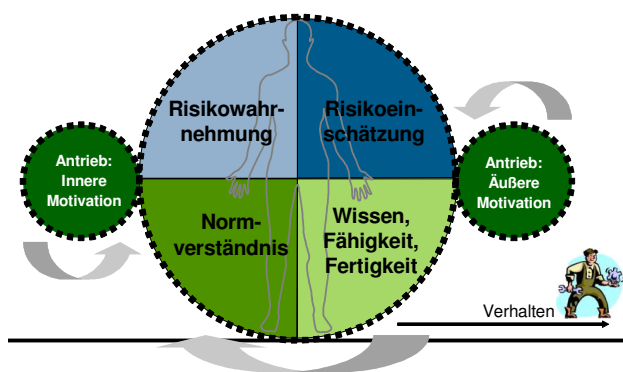 Risikowahr-
nehmung
Risikoein-
schätzung
Antrieb:
Innere
Motivation
Antrieb:
Äußere
Motivation
Norm-
verständnis
Wissen,
Fähigkeit,
Fertigkeit
Verhalten